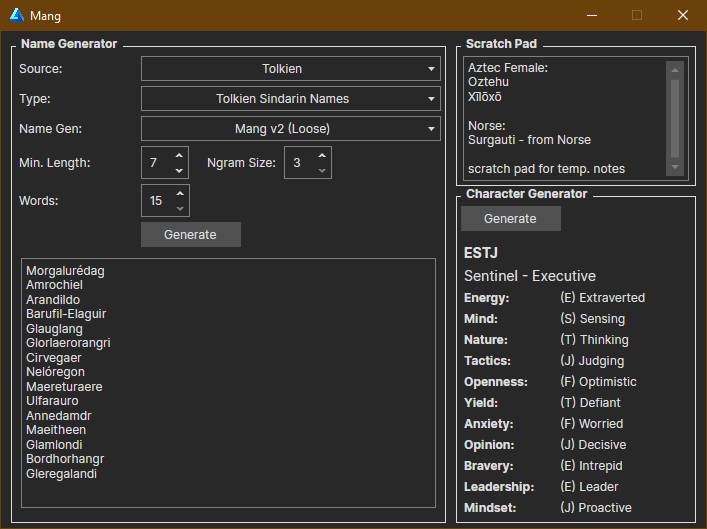 Mang
Name Generator
Source: Tolkien
Type: Tolkien Sindarin Names
Name Gen: Mang v2 (Loose)
Min. Length: 7 Ngram Size: 3
Words: 15
Generate
Morgalurédag
Amrochiel
Arandildo
Barufil-Elaguir
Glauglang
Glorlaerorangri
Cirvegaer
Nelóregon
Maereturaere
Ulfarauro
Annedamdr
Maeitheen
Glamlondi
Bordhorhangr
Gleregalandi
Scratch Pad
Aztec Female:
Oztehu
Xīlōxō
Norse:
Surgauti - from Norse
scratch pad for temp. notes
Character Generator
Generate
ESTJ
Sentinel - Executive
Energy: (E) Extraverted
Mind: (S) Sensing
Nature: (T) Thinking
Tactics: (J) Judging
Openness: (F) Optimistic
Yield: (T) Defiant
Anxiety: (F) Worried
Opinion: (J) Decisive
Bravery: (E) Intrepid
Leadership: (E) Leader
Mindset: (J) Proactive